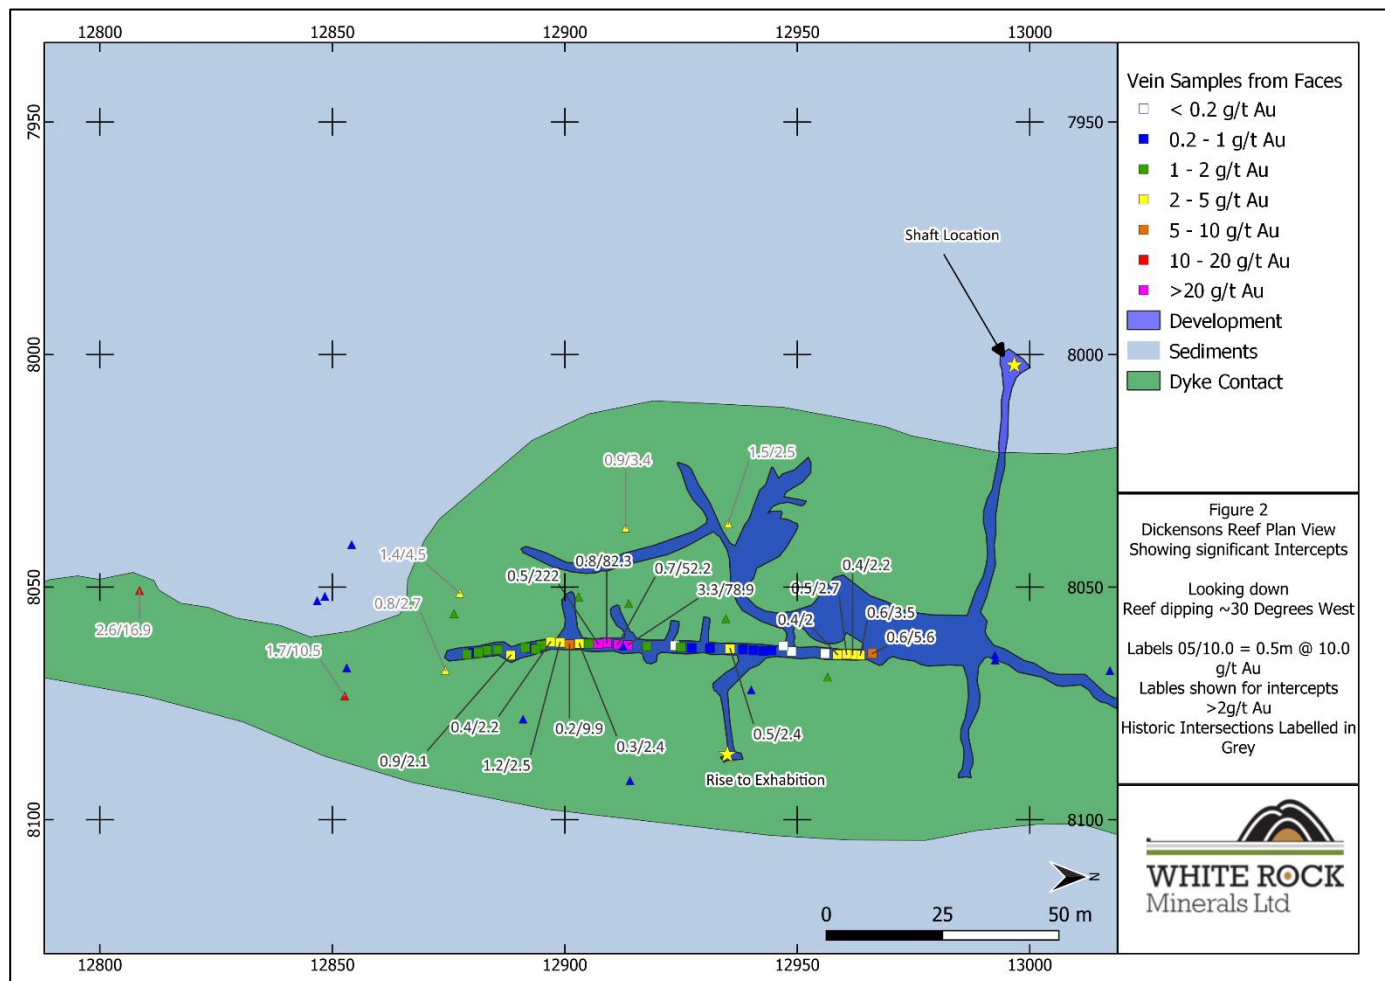 12800 12850 12900 12950 13000
7950 7950
8000 8000
8050 8050
8100 8100
Shaft Location
0.9/3.4
1.5/2.5
1.4/4.5
0.8/2.7
0.5/222
0.8/82.3
0.7/52.2
3.3/78.9
0.5/2.7
0.4/2.2
0.4/2
0.6/3.5
0.6/5.6
2.6/16.9
1.7/10.5
0.4/2.2
0.9/2.1
1.2/2.5
0.2/9.9
0.3/2.4
0.5/2.4
Rise to Exhabition
N
0 25 50 m
12800 12850 12900 12950 13000
Vein Samples from Faces
< 0.2 g/t Au
0.2 - 1 g/t Au
1 - 2 g/t Au
2 - 5 g/t Au
5 - 10 g/t Au
10 - 20 g/t Au
>20 g/t Au
Development
Sediments
Dyke Contact
Figure 2
Dickensons Reef Plan View
Showing significant Intercepts
Looking down
Reef dipping ~30 Degrees West
Labels 05/10.0 = 0.5m @ 10.0
g/t Au
Lables shown for intercepts
>2g/t Au
Historic Intersections Labelled in
Grey
WHITE ROCK
Minerals Ltd